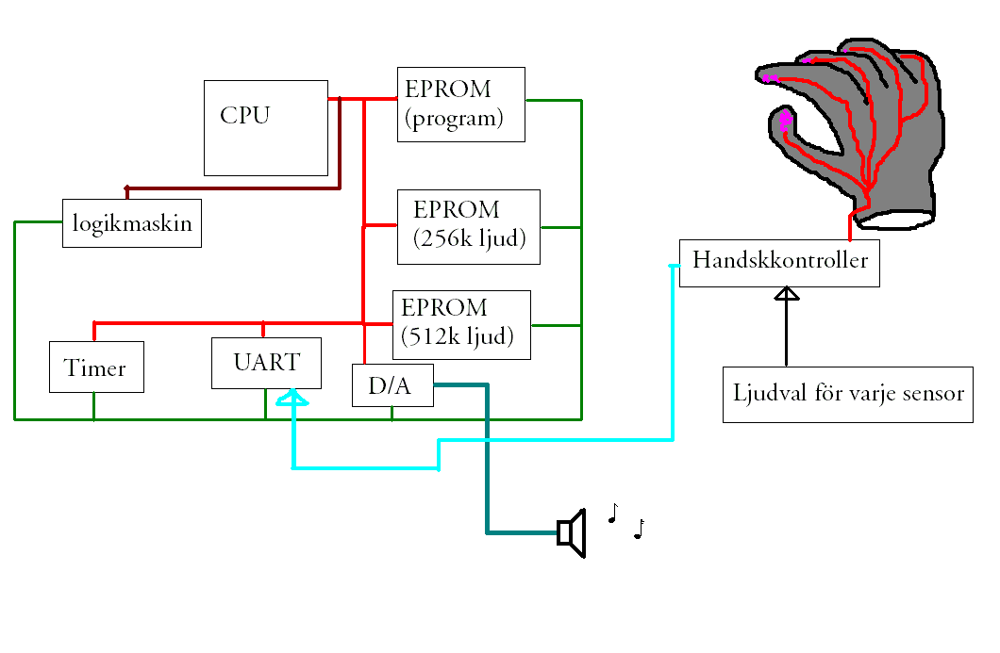 CPU
EPROM
(program)
logikmaskin
EPROM
(256k ljud)
Handskkontroller
EPROM
(512k ljud)
Timer
UART
D/A
Ljudval för varje sensor